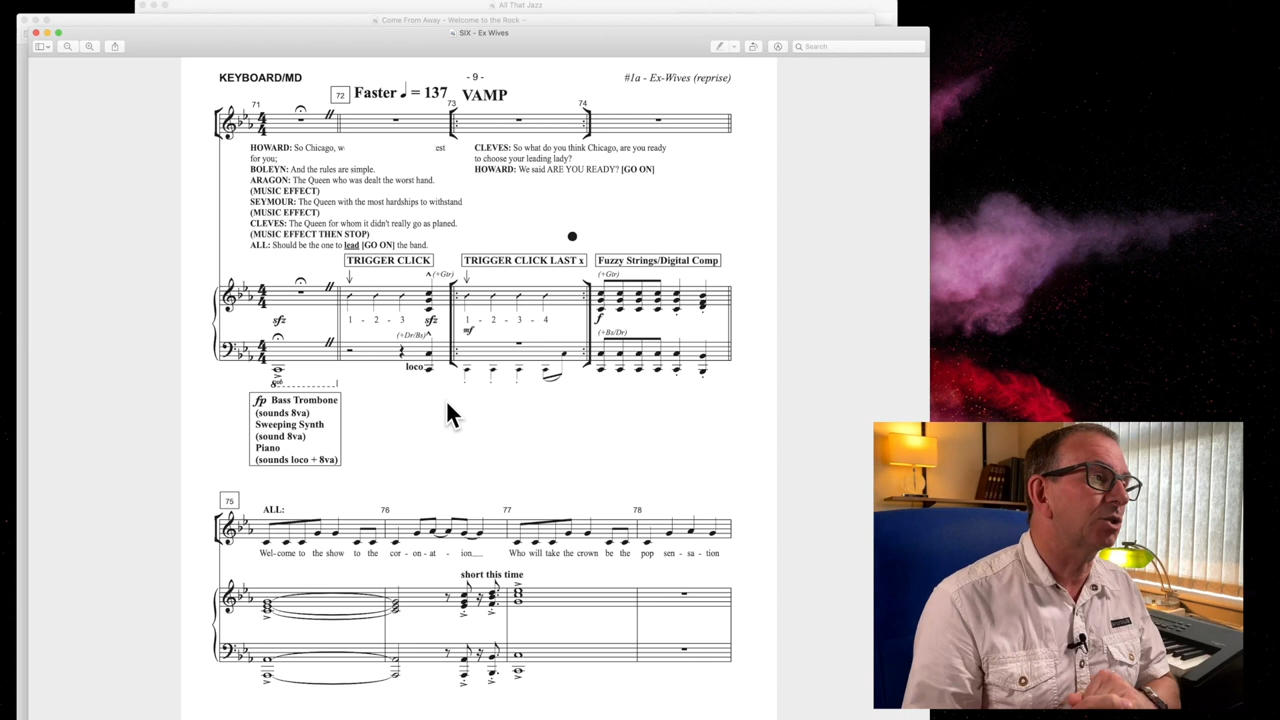 All That Jazz
Come From Away - Welcome to the Rock ~
SIX - Ex Wives
Search
KEYBOARD/MD
- 9 -
#1a - Ex-Wives (reprise)
71
72
Faster ♩ = 137
73
VAMP
74
HOWARD: So Chicago, we est
for you;
BOLEYN: And the rules are simple.
ARAGON: The Queen who was dealt the worst hand.
(MUSIC EFFECT)
SEYMOUR: The Queen with the most hardships to withstand
(MUSIC EFFECT)
CLEVES: The Queen for whom it didn't really go as planed.
(MUSIC EFFECT THEN STOP)
ALL: Should be the one to lead [GO ON] the band.
CLEVES: So what do you think Chicago, are you ready
to choose your leading lady?
HOWARD: We said ARE YOU READY? [GO ON]
TRIGGER CLICK
TRIGGER CLICK LAST x
Fuzzy Strings/Digital Comp
(+Gtr)
(+Gtr)
sfz
1 - 2 - 3
sfz
1 - 2 - 3 - 4
mf
f
(+Dr/Bs)
(+Bs/Dr)
loco
8vb
fp Bass Trombone
(sounds 8va)
Sweeping Synth
(sound 8va)
Piano
(sounds loco + 8va)
75
ALL:
76
77
78
Wel-come to the show to the cor - on - at - ion___ Who will take the crown be the pop sen - sa - tion
short this time